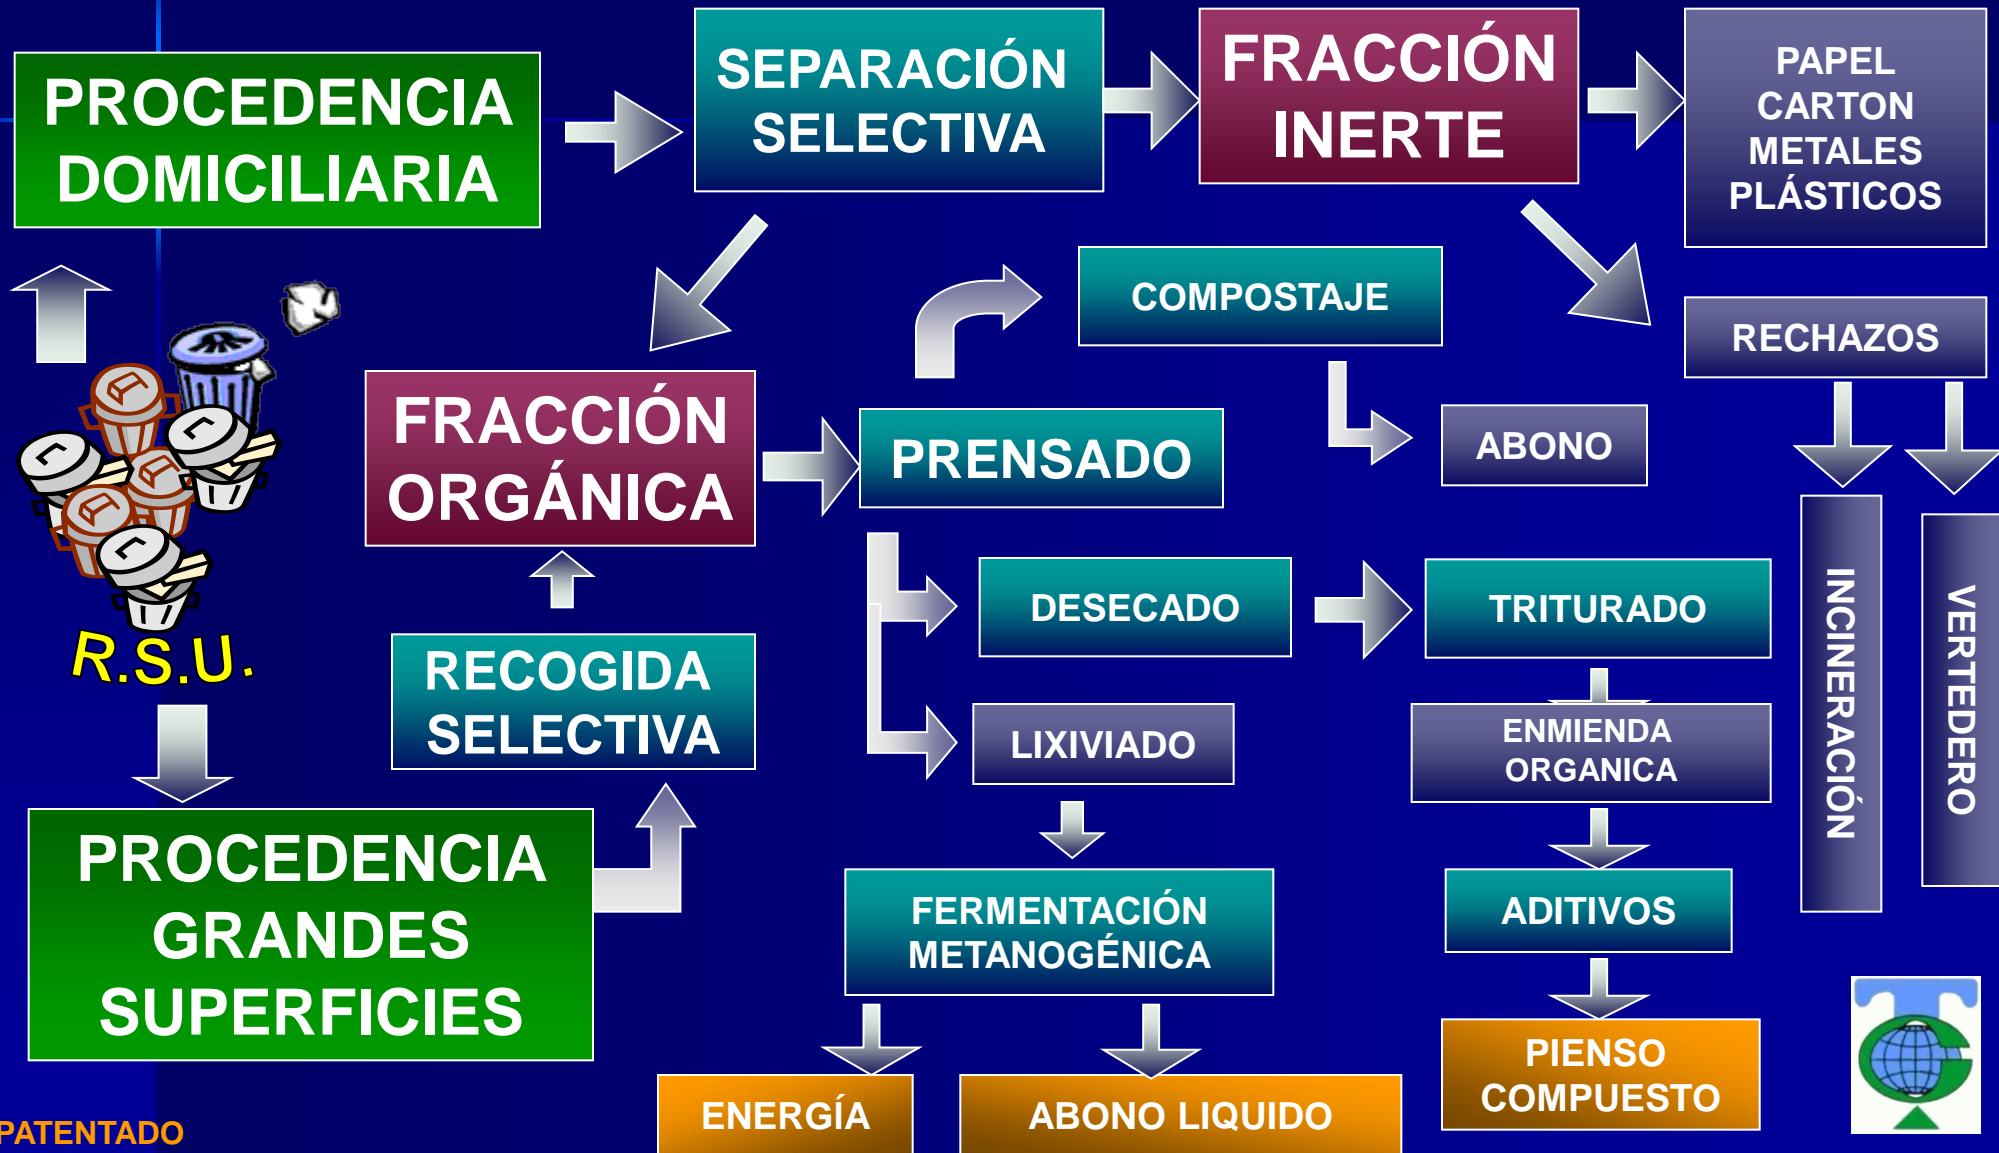 PROCEDENCIA
DOMICILIARIA
SEPARACIÓN
SELECTIVA
FRACCIÓN
INERTE
PAPEL
CARTON
METALES
PLÁSTICOS
COMPOSTAJE
RECHAZOS
FRACCIÓN
ORGÁNICA
PRENSADO
ABONO
R.S.U.
RECOGIDA
SELECTIVA
DESECADO
TRITURADO
INCINERACIÓN
VERTEDERO
LIXIVIADO
ENMIENDA
ORGANICA
PROCEDENCIA
GRANDES
SUPERFICIES
FERMENTACIÓN
METANOGÉNICA
ADITIVOS
ENERGÍA
ABONO LIQUIDO
PIENSO
COMPUESTO
PATENTADO